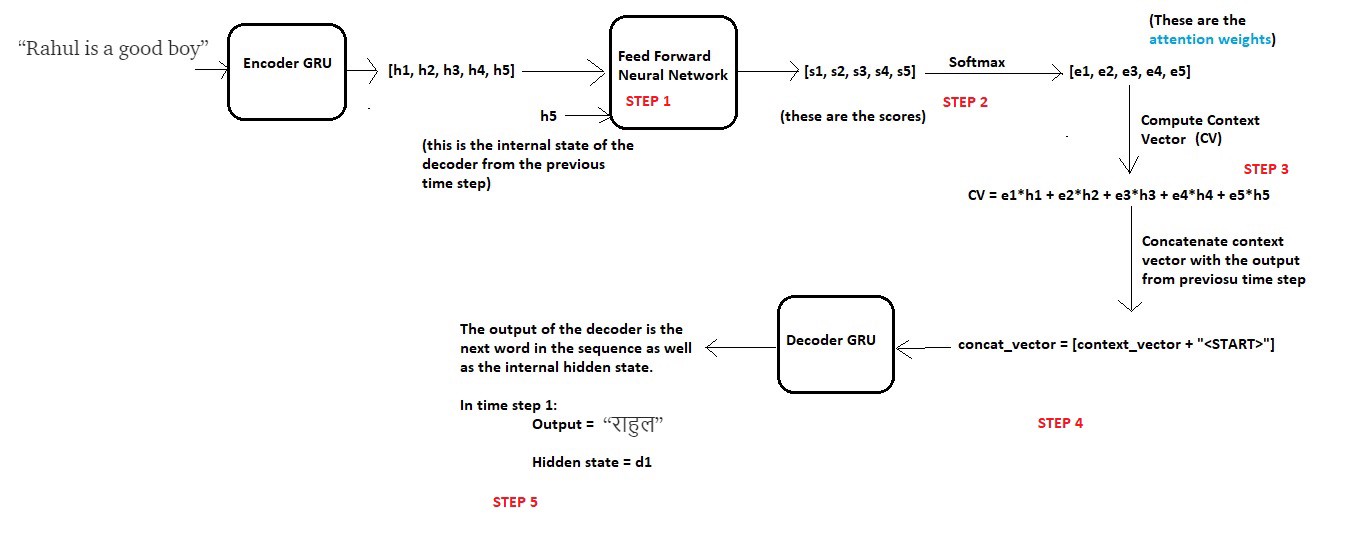 (These are the
attention weights)
“Rahul is a good boy”
Encoder GRU
[h1, h2, h3, h4, h5]
Feed Forward
Neural Network
STEP 1
h5
(this is the internal state of the
decoder from the previous
time step)
[s1, s2, s3, s4, s5]
(these are the scores)
Softmax
STEP 2
[e1, e2, e3, e4, e5]
Compute Context
Vector (CV)
STEP 3
CV = e1*h1 + e2*h2 + e3*h3 + e4*h4 + e5*h5
Concatenate context
vector with the output
from previosu time step
concat_vector = [context_vector + "<START>"]
STEP 4
Decoder GRU
The output of the decoder is the
next word in the sequence as well
as the internal hidden state.
In time step 1:
Output = “राहुल”
Hidden state = d1
STEP 5